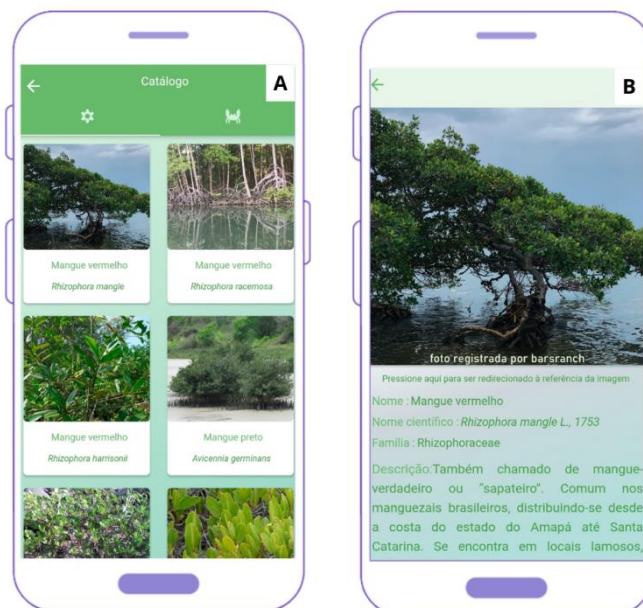 Catálogo
A
Mangue vermelho
Rhizophora mangle
Mangue vermelho
Rhizophora racemosa
Mangue vermelho
Rhizophora harrisonii
Mangue preto
Avicennia germinans
B
foto registrada por barsranch
Pressione aqui para ser redirecionado à referência da imagem
Nome : Mangue vermelho
Nome científico : Rhizophora mangle L., 1753
Família : Rhizophoraceae
Descrição:Também chamado de mangue-
verdadeiro ou "sapateiro". Comum nos
manguezais brasileiros, distribuindo-se desde
a costa do estado do Amapá até Santa
Catarina. Se encontra em locais lamosos,